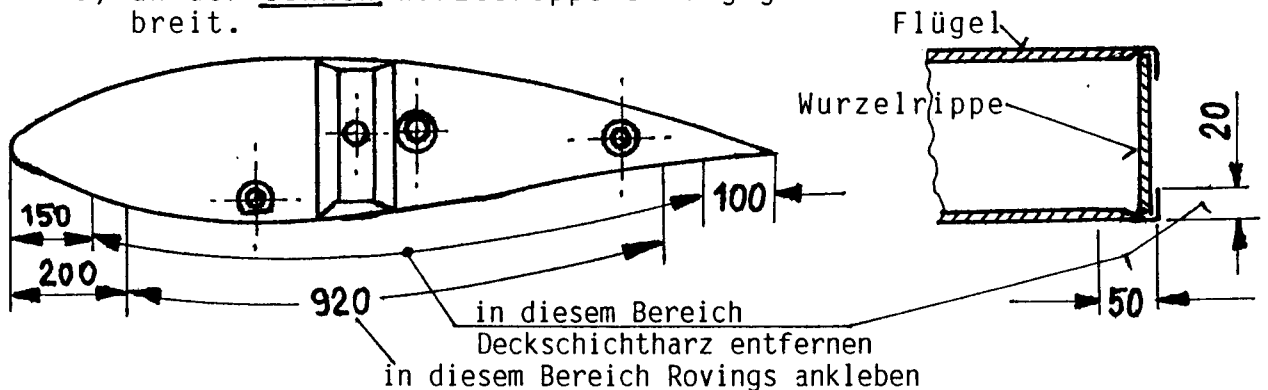 breit.
Flügel
Wurzelrippe
20
150
100
200
920
50
in diesem Bereich
Deckschichtharz entfernen
in diesem Bereich Rovings ankleben